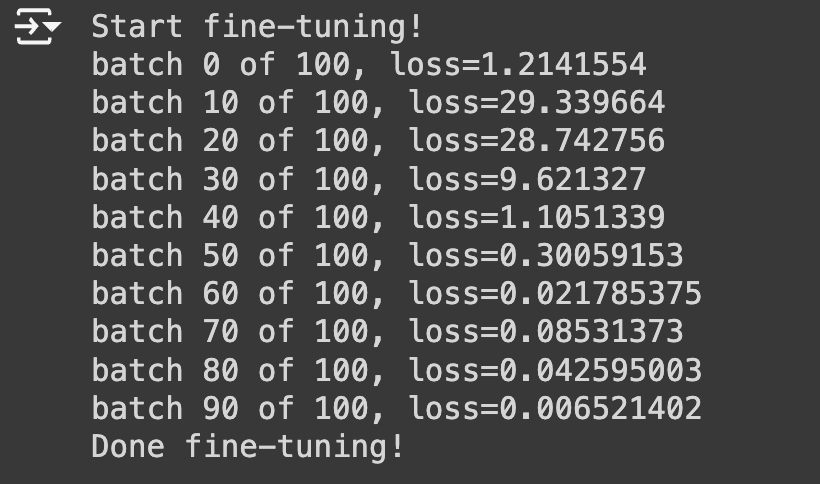 Start fine-tuning!
batch 0 of 100, loss=1.2141554
batch 10 of 100, loss=29.339664
batch 20 of 100, loss=28.742756
batch 30 of 100, loss=9.621327
batch 40 of 100, loss=1.1051339
batch 50 of 100, loss=0.30059153
batch 60 of 100, loss=0.021785375
batch 70 of 100, loss=0.08531373
batch 80 of 100, loss=0.042595003
batch 90 of 100, loss=0.006521402
Done fine-tuning!